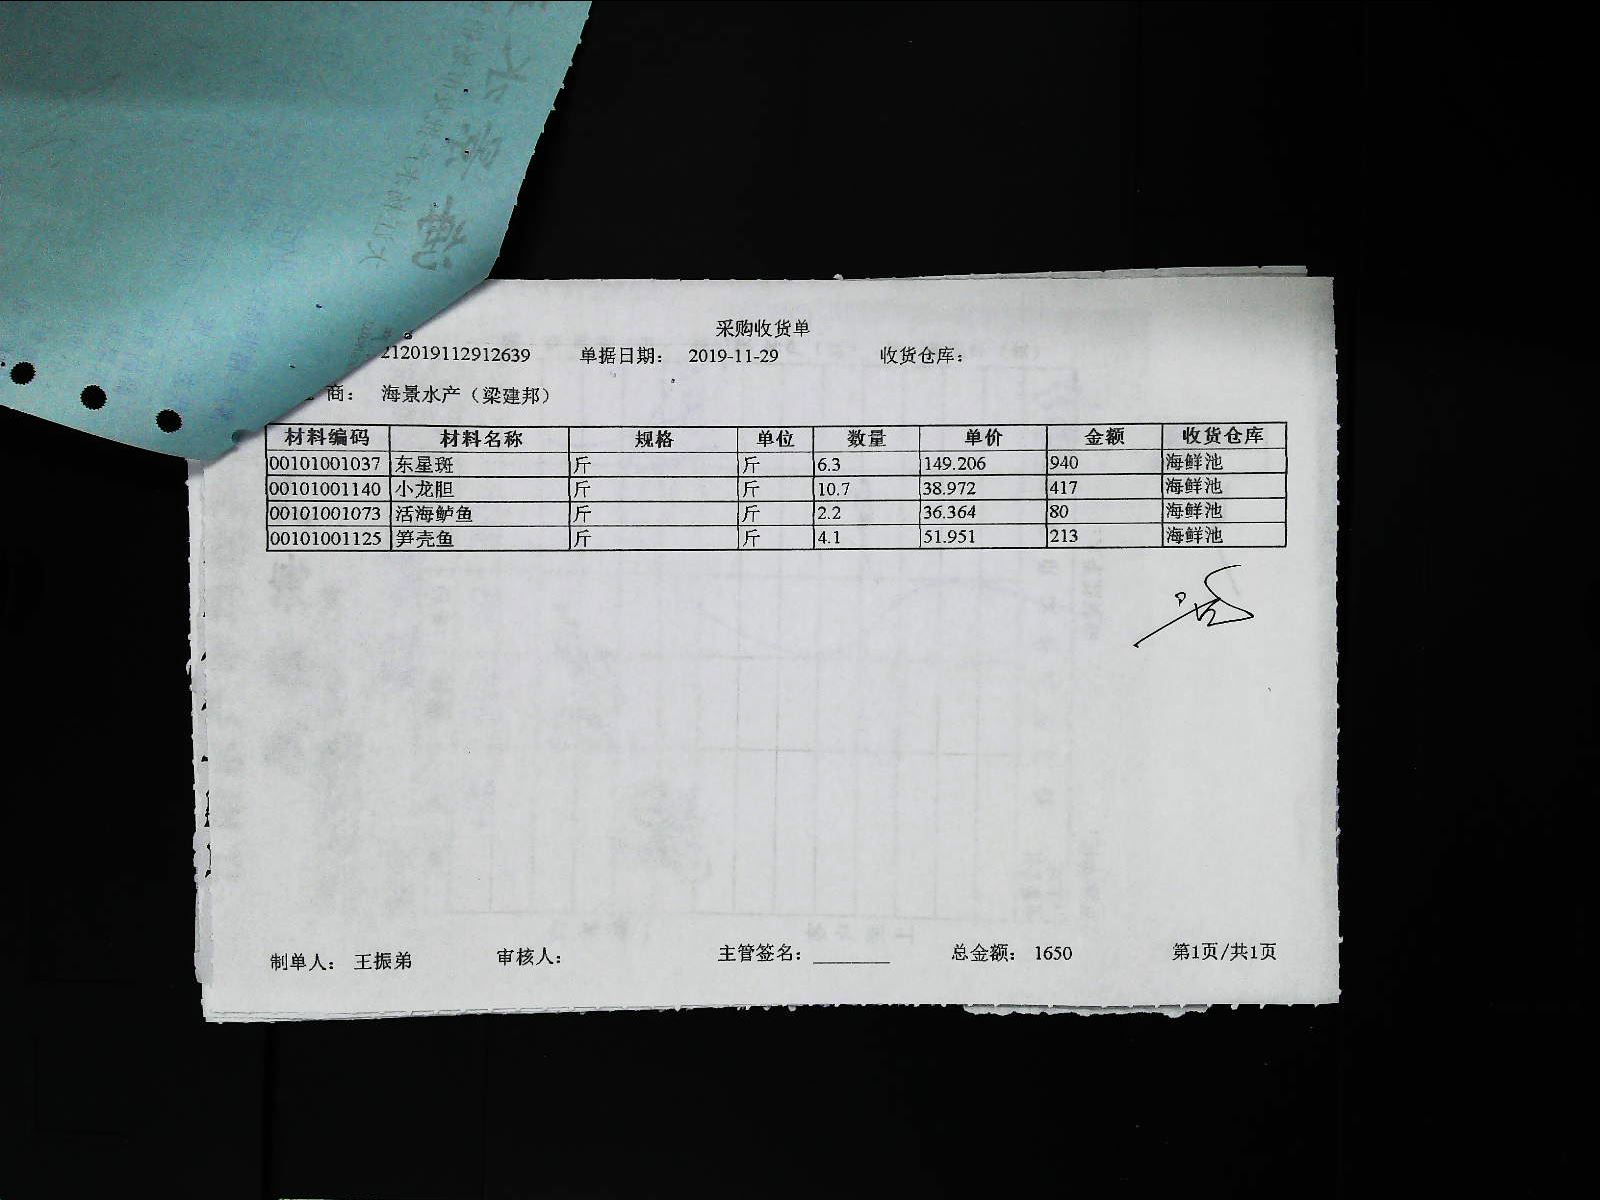 采购收货单
212019112912639 单据日期: 2019-11-29 收货仓库:
商: 海景水产(梁建邦)
材料编码 材料名称 规格 单位 数量 单价 金额 收货仓库
00101001037 东星斑 斤 斤 6.3 149.206 940 海鲜池
00101001140 小龙胆 斤 斤 10.7 38.972 417 海鲜池
00101001073 活海鲈鱼 斤 斤 2.2 36.364 80 海鲜池
00101001125 笋壳鱼 斤 斤 4.1 51.951 213 海鲜池
制单人: 王振弟 审核人: 主管签名: ________ 总金额: 1650 第1页/共1页